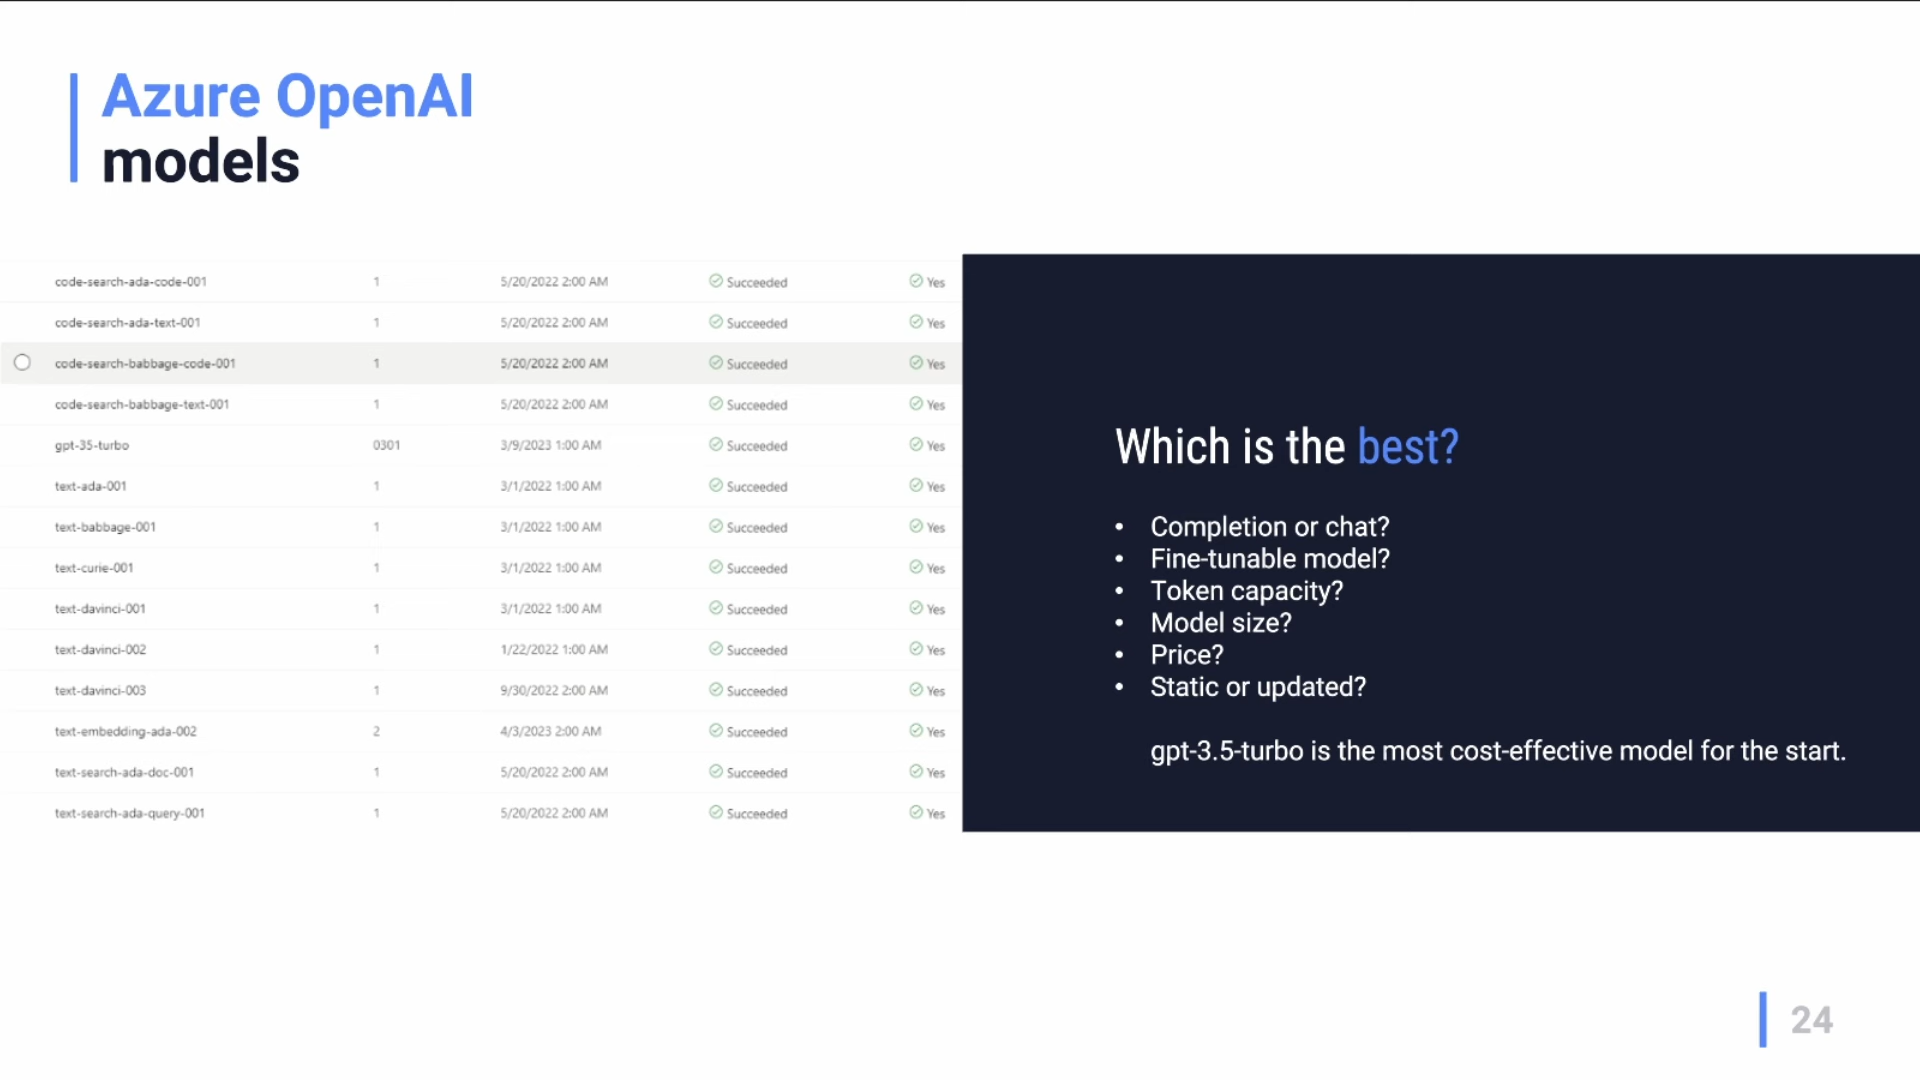 Azure OpenAI
models
code-search-ada-code-001 1 5/20/2022 2:00 AM Succeeded Yes
code-search-ada-text-001 1 5/20/2022 2:00 AM Succeeded Yes
code-search-babbage-code-001 1 5/20/2022 2:00 AM Succeeded Yes
code-search-babbage-text-001 1 5/20/2022 2:00 AM Succeeded Yes
gpt-35-turbo 0301 3/9/2023 1:00 AM Succeeded Yes
text-ada-001 1 3/1/2022 1:00 AM Succeeded Yes
text-babbage-001 1 3/1/2022 1:00 AM Succeeded Yes
text-curie-001 1 3/1/2022 1:00 AM Succeeded Yes
text-davinci-001 1 3/1/2022 1:00 AM Succeeded Yes
text-davinci-002 1 1/22/2022 1:00 AM Succeeded Yes
text-davinci-003 1 9/30/2022 2:00 AM Succeeded Yes
text-embedding-ada-002 2 4/3/2023 2:00 AM Succeeded Yes
text-search-ada-doc-001 1 5/20/2022 2:00 AM Succeeded Yes
text-search-ada-query-001 1 5/20/2022 2:00 AM Succeeded Yes
Which is the best?
• Completion or chat?
• Fine-tunable model?
• Token capacity?
• Model size?
• Price?
• Static or updated?
gpt-3.5-turbo is the most cost-effective model for the start.
24